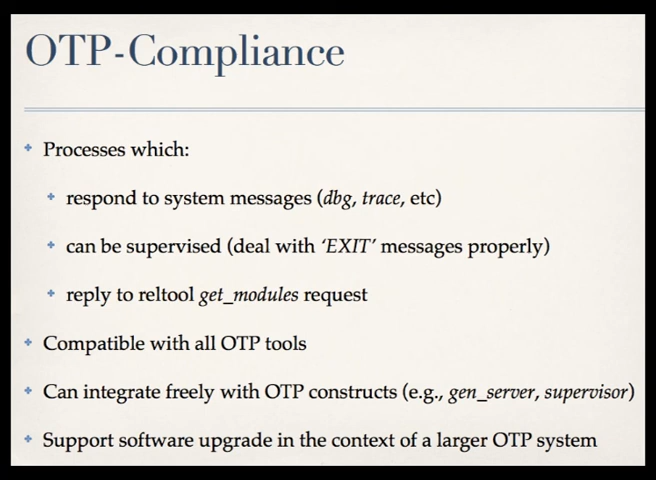 OTP-Compliance
Processes which:
respond to system messages (dbg, trace, etc)
can be supervised (deal with ‘EXIT’ messages properly)
reply to reltool get_modules request
Compatible with all OTP tools
Can integrate freely with OTP constructs (e.g., gen_server, supervisor)
Support software upgrade in the context of a larger OTP system